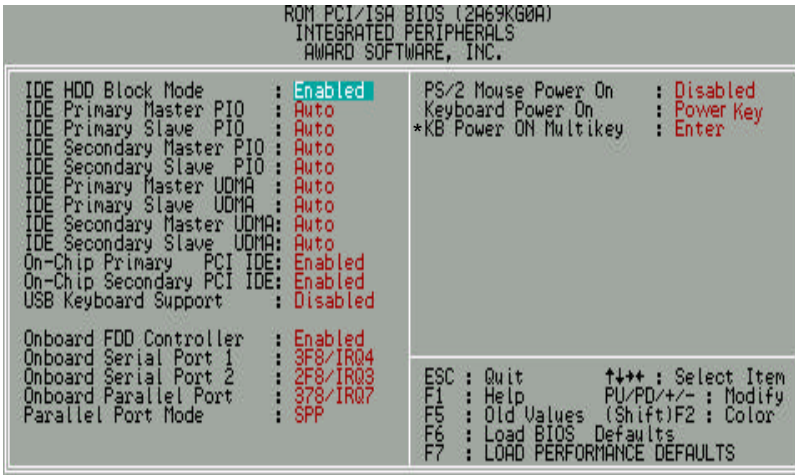 ROM PCI/ISA BIOS (2A69KG0A)
INTEGRATED PERIPHERALS
AWARD SOFTWARE, INC.
IDE HDD Block Mode : Enabled
IDE Primary Master PIO : Auto
IDE Primary Slave PIO : Auto
IDE Secondary Master PIO : Auto
IDE Secondary Slave PIO : Auto
IDE Primary Master UDMA : Auto
IDE Primary Slave UDMA : Auto
IDE Secondary Master UDMA: Auto
IDE Secondary Slave UDMA: Auto
On-Chip Primary PCI IDE: Enabled
On-Chip Secondary PCI IDE: Enabled
USB Keyboard Support : Disabled
Onboard FDD Controller : Enabled
Onboard Serial Port 1 : 3F8/IRQ4
Onboard Serial Port 2 : 2F8/IRQ3
Onboard Parallel Port : 378/IRQ7
Parallel Port Mode : SPP
PS/2 Mouse Power On : Disabled
Keyboard Power On : Power Key
*KB Power ON Multikey : Enter
ESC : Quit ↑↓→← : Select Item
F1 : Help PU/PD/+/- : Modify
F5 : Old Values (Shift)F2 : Color
F6 : Load BIOS Defaults
F7 : LOAD PERFORMANCE DEFAULTS